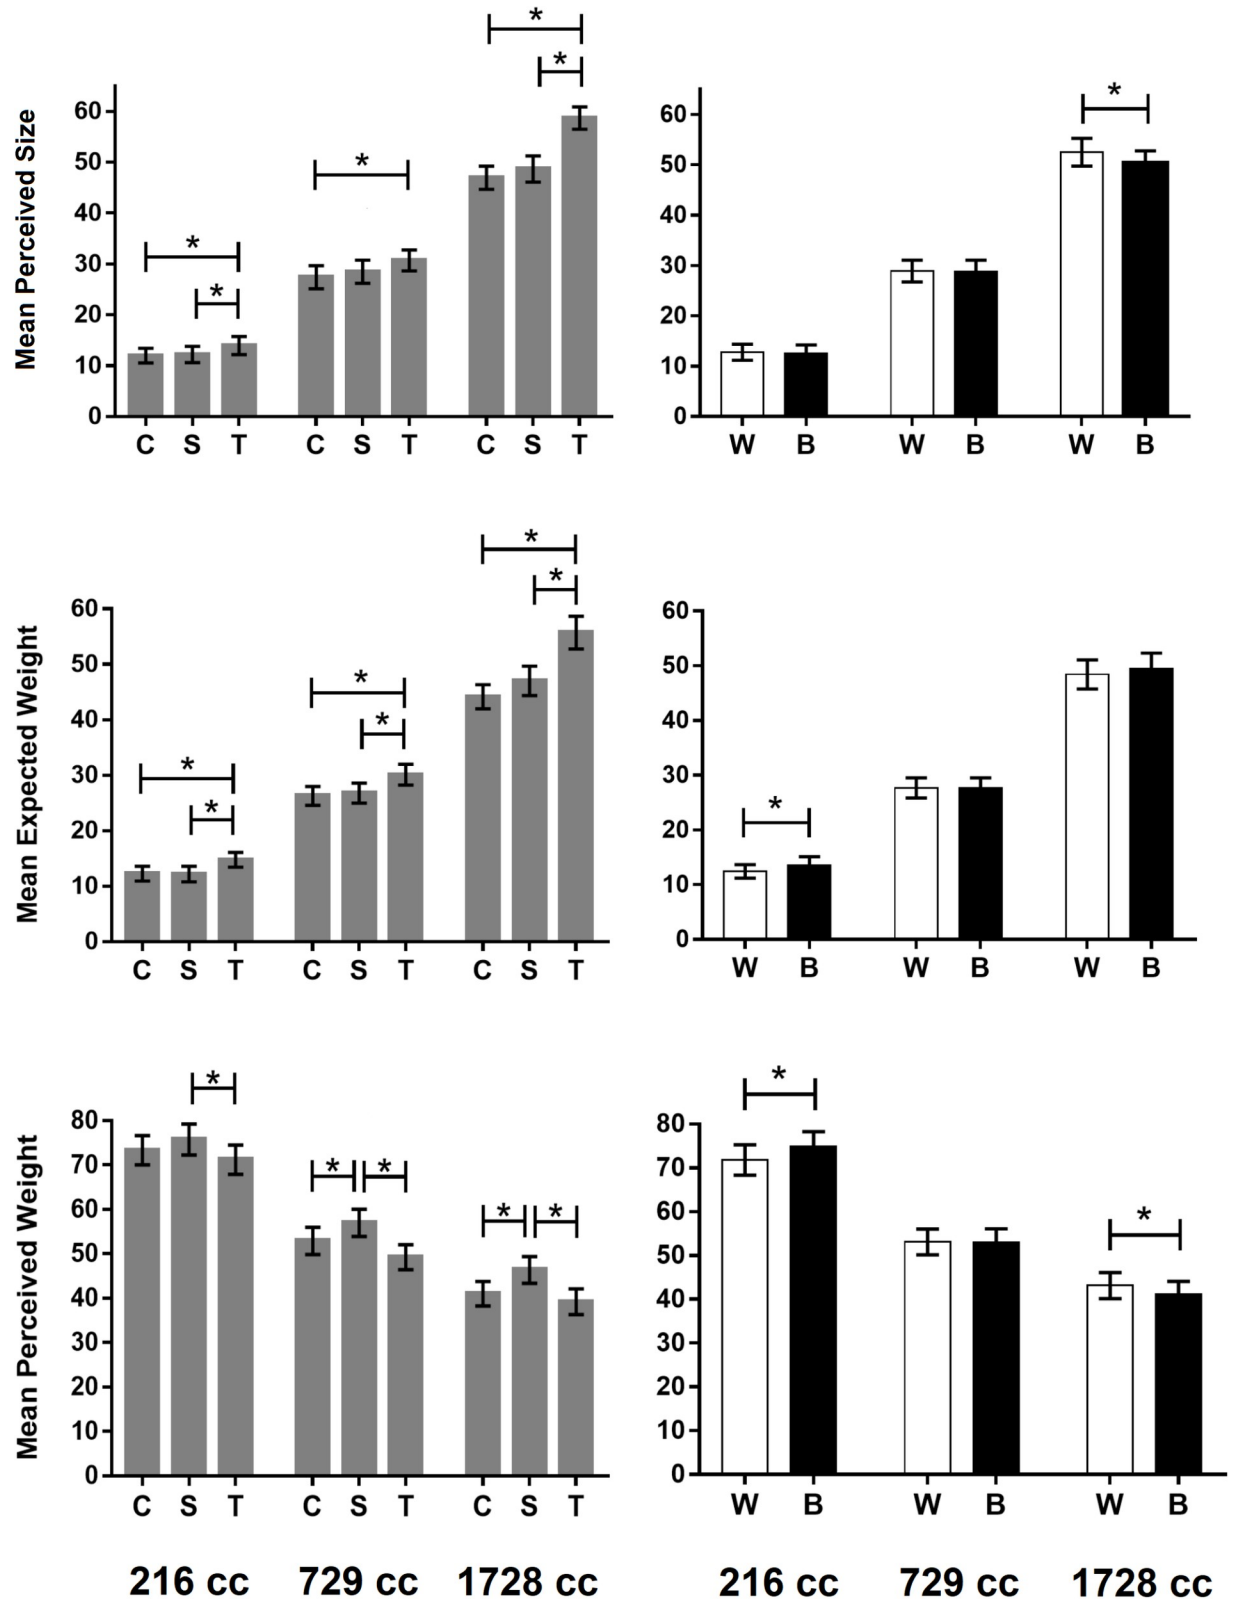 * *
* * *
* *
Mean Perceived Size
60 50 40 30 20 10 0
C S T C S T C S T
60 50 40 30 20 10 0
W B W B W B
* *
* * *
* *
Mean Expected Weight
60 50 40 30 20 10 0
C S T C S T C S T
60 50 40 30 20 10 0
W B W B W B
* *
* * * * *
Mean Perceived Weight
80 70 60 50 40 30 20 10 0
C S T C S T C S T
80 70 60 50 40 30 20 10 0
W B W B W B
216 cc 729 cc 1728 cc 216 cc 729 cc 1728 cc